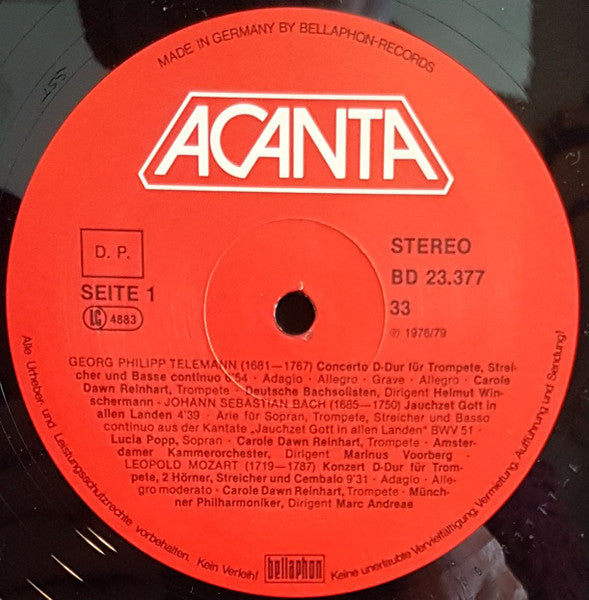 MADE IN GERMANY BY BELLAPHON-RECORDS
ACANTA
D. P.
SEITE 1
LC 4883
STEREO
BD 23.377
33
℗ 1976/79
GEORG PHILIPP TELEMANN (1681—1767) Concerto D-Dur für Trompete, Strei-
cher und Basse continuo 8'54 · Adagio · Allegro · Grave · Allegro · Carole
Dawn Reinhart, Trompete · Deutsche Bachsolisten, Dirigent Helmut Win-
schermann · JOHANN SEBASTIAN BACH (1685—1750) Jauchzet Gott in
allen Landen 4'39 · Arie für Sopran, Trompete, Streicher und Basso
continuo aus der Kantate „Jauchzet Gott in allen Landen" BWV 51 ·
Lucia Popp, Sopran · Carole Dawn Reinhart, Trompete · Amster-
damer Kammerorchester, Dirigent Marinus Voorberg ·
LEOPOLD MOZART (1719—1787) Konzert D-Dur für Trom-
pete, 2 Hörner, Streicher und Cembalo 9'31 · Adagio · Alle-
gro moderato · Carole Dawn Reinhart, Trompete · Münch-
ner Philharmoniker, Dirigent Marc Andreae
bellaphon
Alle Urheber- und Leistungsschutzrechte vorbehalten. Kein Verleih! Keine unerlaubte Vervielfältigung, Vermietung, Aufführung und Sendung!